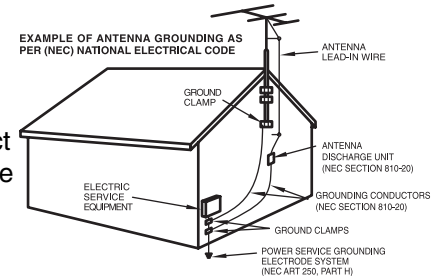 EXAMPLE OF ANTENNA GROUNDING AS
PER (NEC) NATIONAL ELECTRICAL CODE
ANTENNA
LEAD-IN WIRE
GROUND
CLAMP
ct
e
ANTENNA
DISCHARGE UNIT
(NEC SECTION 810-20)
ELECTRIC
SERVICE
EQUIPMENT
GROUNDING CONDUCTORS
(NEC SECTION 810-20)
GROUND CLAMPS
POWER SERVICE GROUNDING
ELECTRODE SYSTEM
(NEC ART 250, PART H)